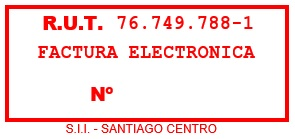 R.U.T. 76.749.788-1
FACTURA ELECTRONICA
Nº
S.I.I. - SANTIAGO CENTRO